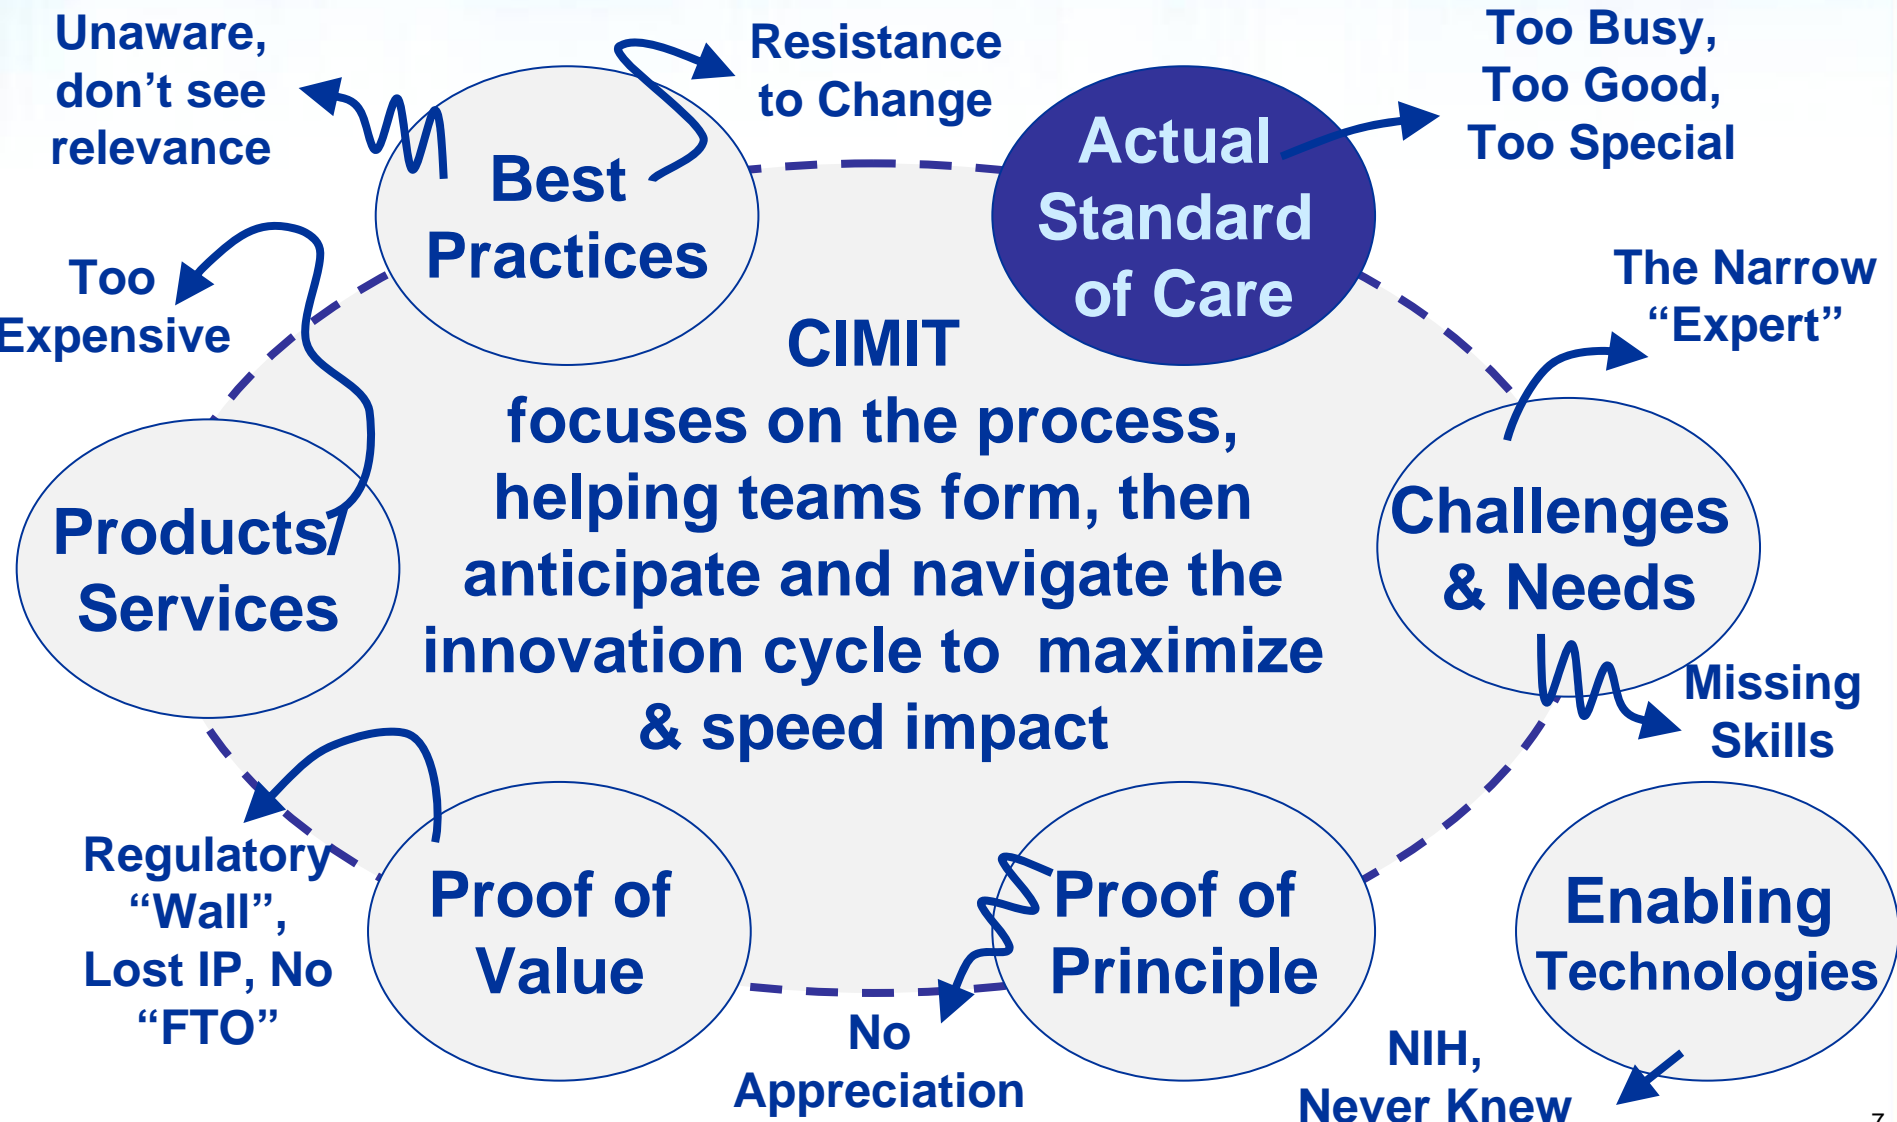 Unaware,
don’t see
relevance
Resistance
to Change
Too Busy,
Too Good,
Too Special
Best
Practices
Actual
Standard
of Care
Too
Expensive
The Narrow
“Expert”
CIMIT
focuses on the process,
helping teams form, then
anticipate and navigate the
innovation cycle to maximize
& speed impact
Products/
Services
Challenges
& Needs
Missing
Skills
Regulatory
“Wall”,
Lost IP, No
“FTO”
Proof of
Value
Proof of
Principle
Enabling
Technologies
No
Appreciation
NIH,
Never Knew
7